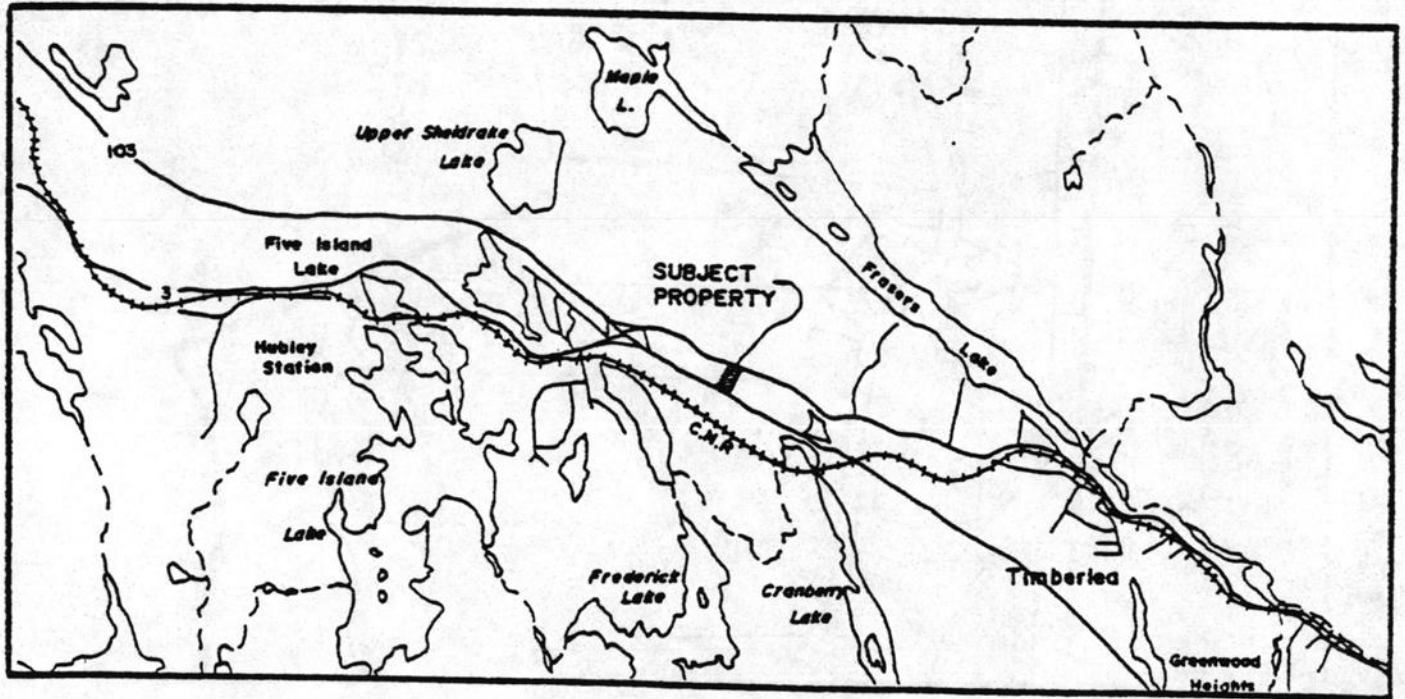 Maple
L.
Upper Sheldrake
Lake
103
Five Island
Lake
SUBJECT
PROPERTY
Frasers
Lake
3
Hubley
Station
C.N.R
Five Island
Lake
Frederick
Lake
Cranberry
Lake
Timberlea
Greenwood
Heights